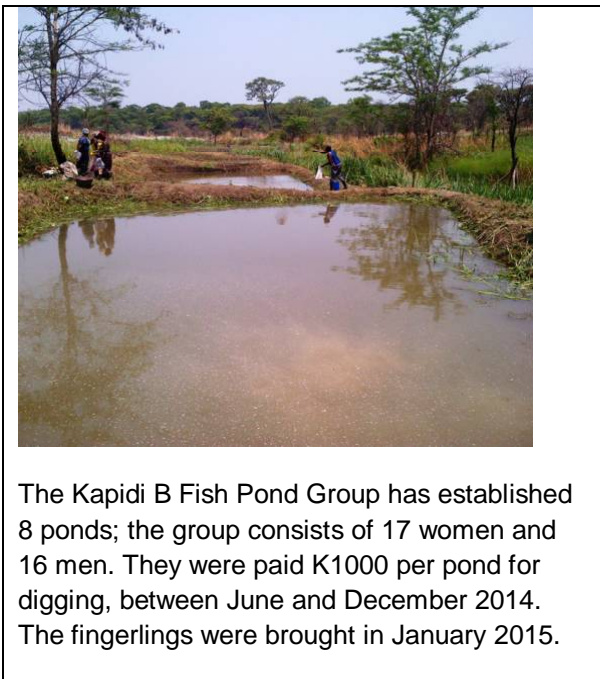 The Kapidi B Fish Pond Group has established
8 ponds; the group consists of 17 women and
16 men. They were paid K1000 per pond for
digging, between June and December 2014.
The fingerlings were brought in January 2015.